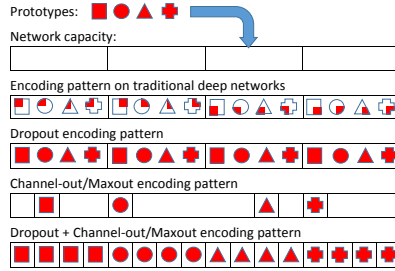 Prototypes:
Network capacity:
Encoding pattern on traditional deep networks
Dropout encoding pattern
Channel-out/Maxout encoding pattern
Dropout + Channel-out/Maxout encoding pattern